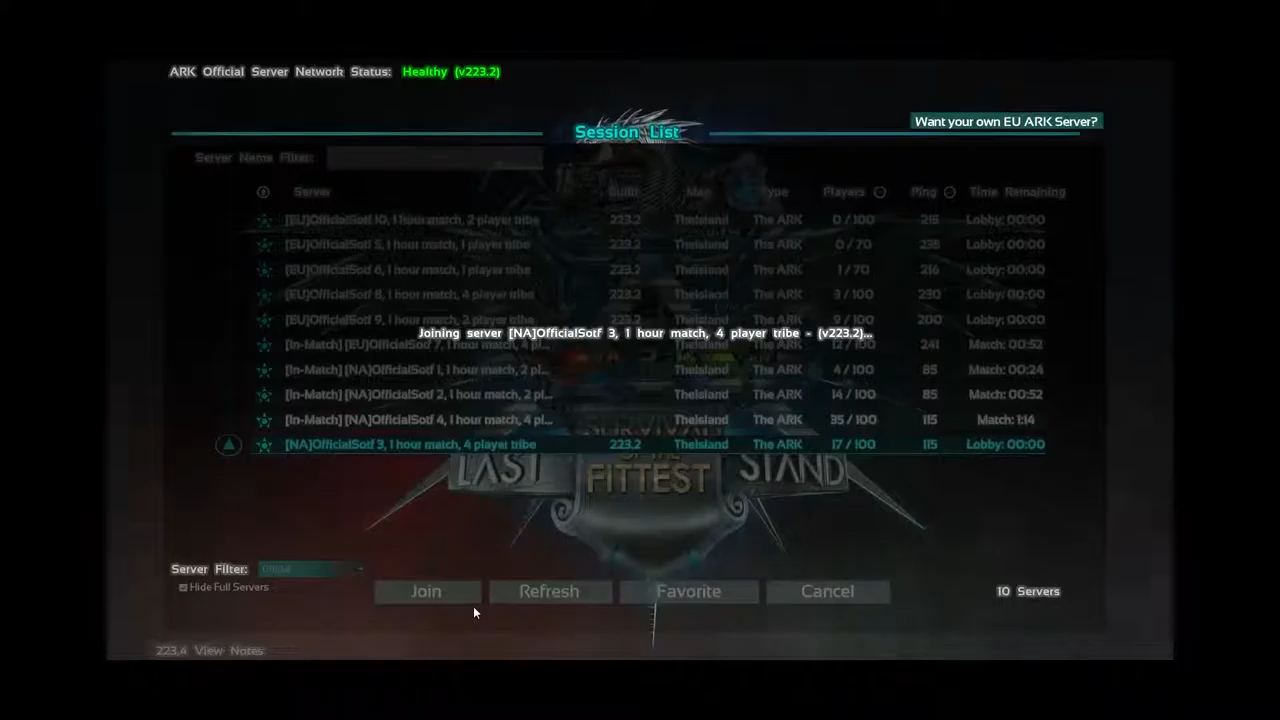 ARK Official Server Network Status: Healthy (v223.2)
Want your own EU ARK Server?
Session List
Server Name Filter:
Server Build Map Type Players Ping Time Remaining
[EU]OfficialSotf 10, 1 hour match, 2 player tribe 223.2 TheIsland The ARK 0 / 100 215 Lobby: 00:00
[EU]OfficialSotf 5, 1 hour match, 1 player tribe 223.2 TheIsland The ARK 0 / 70 235 Lobby: 00:00
[EU]OfficialSotf 6, 1 hour match, 1 player tribe 223.2 TheIsland The ARK 1 / 70 216 Lobby: 00:00
[EU]OfficialSotf 8, 1 hour match, 4 player tribe 223.2 TheIsland The ARK 3 / 100 230 Lobby: 00:00
[EU]OfficialSotf 9, 1 hour match, 2 player tribe 223.2 TheIsland The ARK 9 / 100 200 Lobby: 00:00
Joining server [NA]OfficialSotf 3, 1 hour match, 4 player tribe - (v223.2)...
[In-Match] [EU]OfficialSotf 7, 1 hour match, 4 pl... TheIsland The ARK 12 / 100 241 Match: 00:52
[In-Match] [NA]OfficialSotf 1, 1 hour match, 2 pl... TheIsland The ARK 4 / 100 85 Match: 00:24
[In-Match] [NA]OfficialSotf 2, 1 hour match, 2 pl... TheIsland The ARK 14 / 100 85 Match: 00:52
[In-Match] [NA]OfficialSotf 4, 1 hour match, 4 pl... TheIsland The ARK 35 / 100 115 Match: 1:14
[NA]OfficialSotf 3, 1 hour match, 4 player tribe 223.2 TheIsland The ARK 17 / 100 115 Lobby: 00:00
SURVIVAL
OF THE
LAST FITTEST STAND
Server Filter: Official
Hide Full Servers
Join Refresh Favorite Cancel
10 Servers
223.4 View Notes